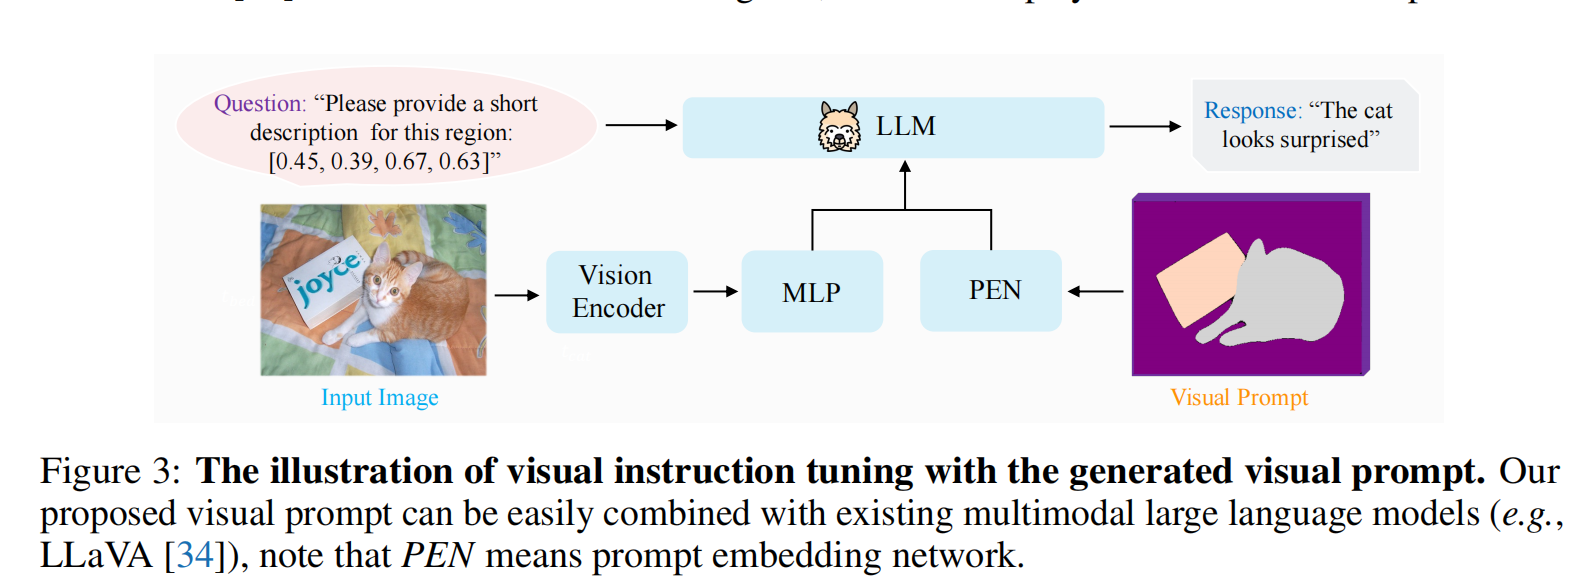 Question: “Please provide a short
description for this region:
[0.45, 0.39, 0.67, 0.63]”
LLM
Response: “The cat
looks surprised”
joyce
Vision
Encoder
MLP
PEN
Input Image
Visual Prompt
Figure 3: The illustration of visual instruction tuning with the generated visual prompt. Our
proposed visual prompt can be easily combined with existing multimodal large language models (e.g.,
LLaVA [34]), note that PEN means prompt embedding network.